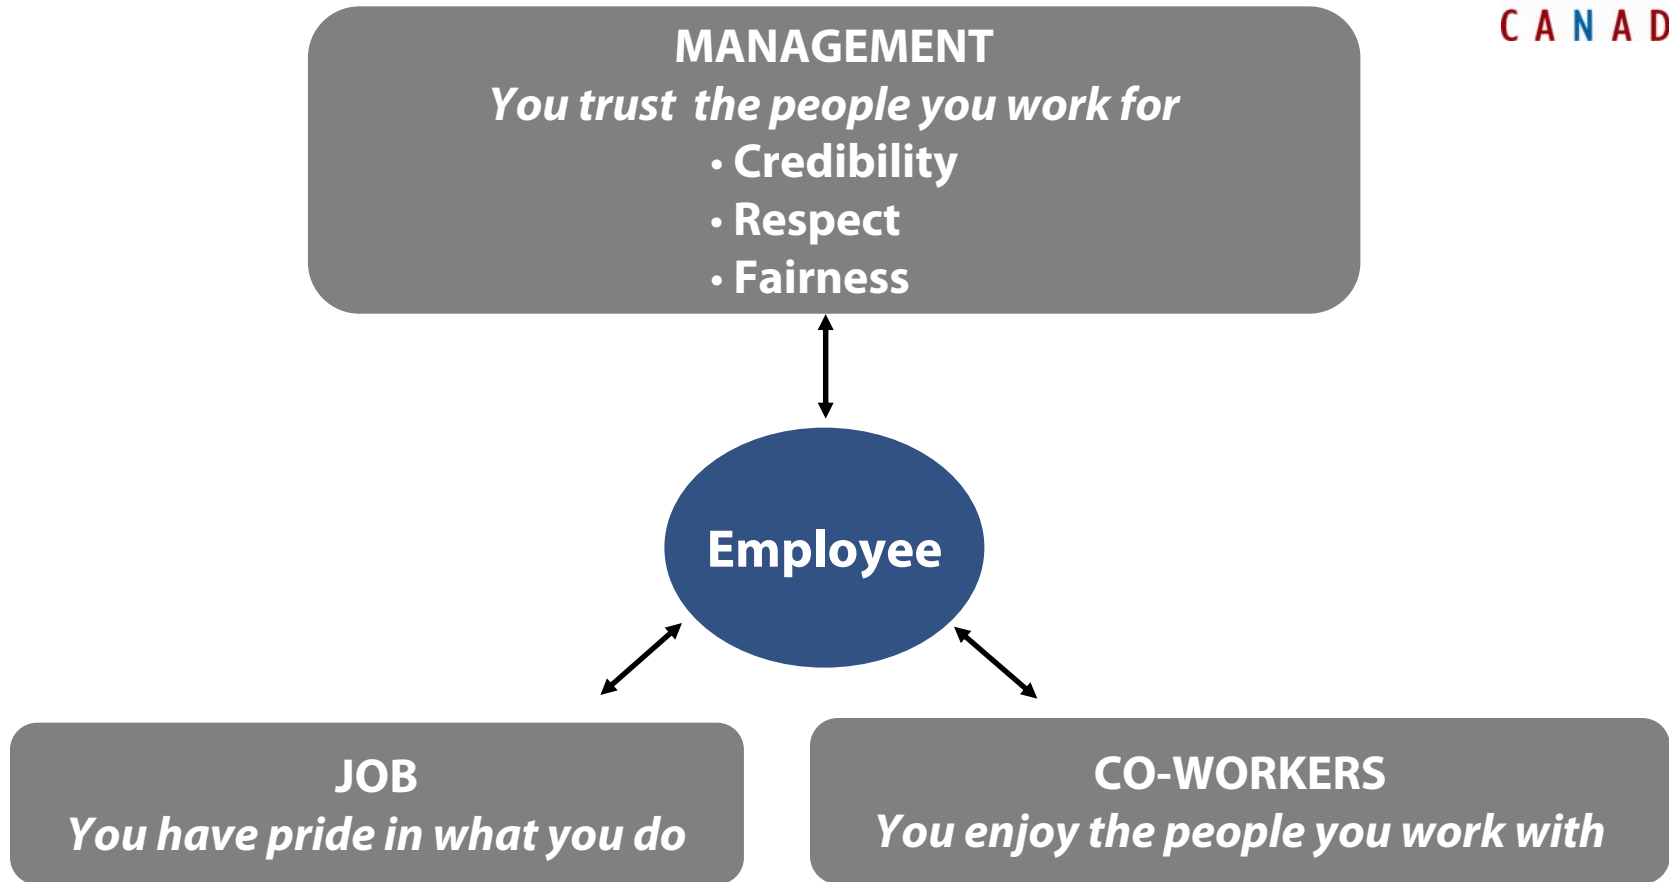 C A N A D
MANAGEMENT
You trust the people you work for
• Credibility
• Respect
• Fairness
Employee
JOB
You have pride in what you do
CO-WORKERS
You enjoy the people you work with